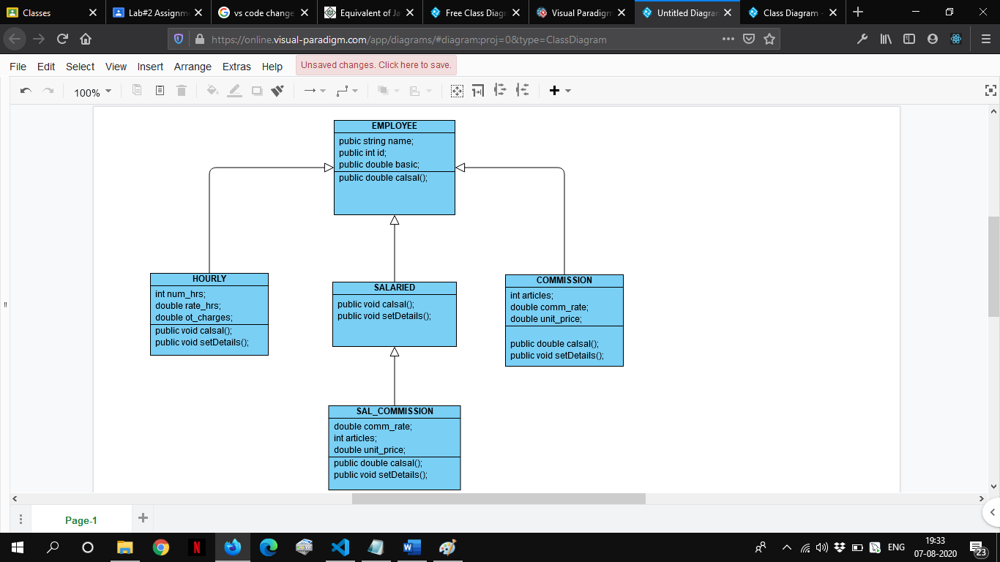 Classes
Lab#2 Assignme
vs code change
Equivalent of Ja
Free Class Diagr
Visual Paradigm
Untitled Diagram
Class Diagram -
https://online.visual-paradigm.com/app/diagrams/#diagram:proj=0&type=ClassDiagram
File Edit Select View Insert Arrange Extras Help Unsaved changes. Click here to save.
100%
EMPLOYEE
pubic string name;
public int id;
public double basic;
public double calsal();
HOURLY
int num_hrs;
double rate_hrs;
double ot_charges;
public void calsal();
public void setDetails();
SALARIED
public void calsal();
public void setDetails();
COMMISSION
int articles;
double comm_rate;
double unit_price;
public double calsal();
public void setDetails();
SAL_COMMISSION
double comm_rate;
int articles;
double unit_price;
public double calsal();
public void setDetails();
Page-1
ENG
19:33
07-08-2020
23